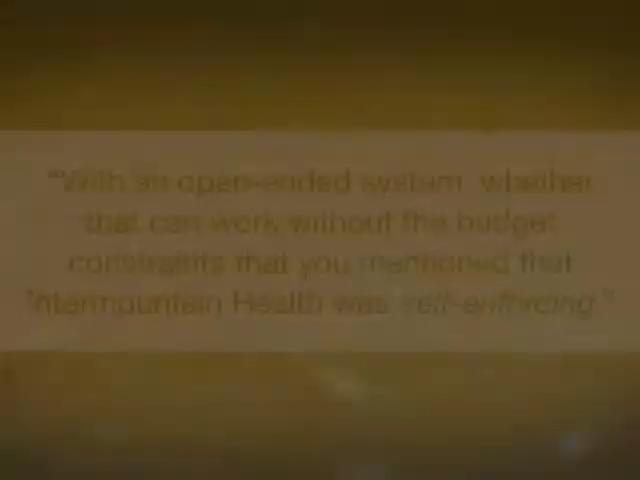 "With an open-ended system, whether
that can work without the budget
constraints that you mentioned that
Intermountain Health was self-enforcing."